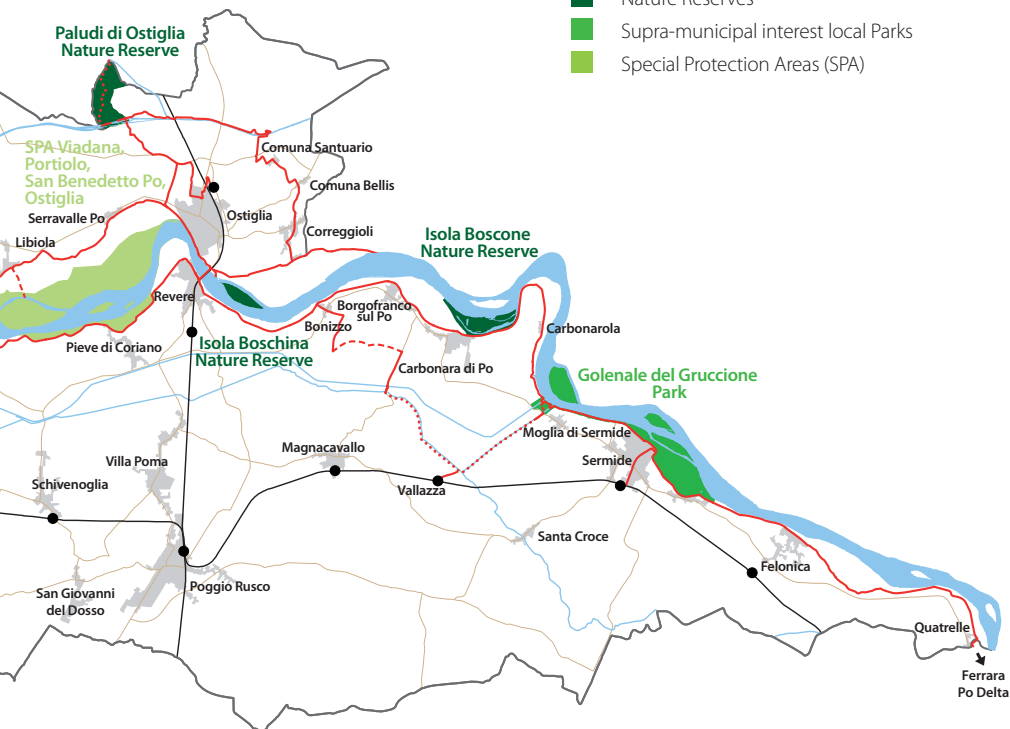 Nature Reserves
Supra-municipal interest local Parks
Special Protection Areas (SPA)
Paludi di Ostiglia
Nature Reserve
SPA Viadana,
Portiolo,
San Benedetto Po,
Ostiglia
Comuna Santuario
Comuna Bellis
Serravalle Po
Ostiglia
Libiola
Correggioli
Isola Boscone
Nature Reserve
Revere
Borgofranco
sul Po
Bonizzo
Carbonarola
Pieve di Coriano
Isola Boschina
Nature Reserve
Carbonara di Po
Golenale del Gruccione
Park
Moglia di Sermide
Magnacavallo
Sermide
Villa Poma
Schivenoglia
Vallazza
Santa Croce
Felonica
Poggio Rusco
San Giovanni
del Dosso
Quatrelle
Ferrara
Po Delta